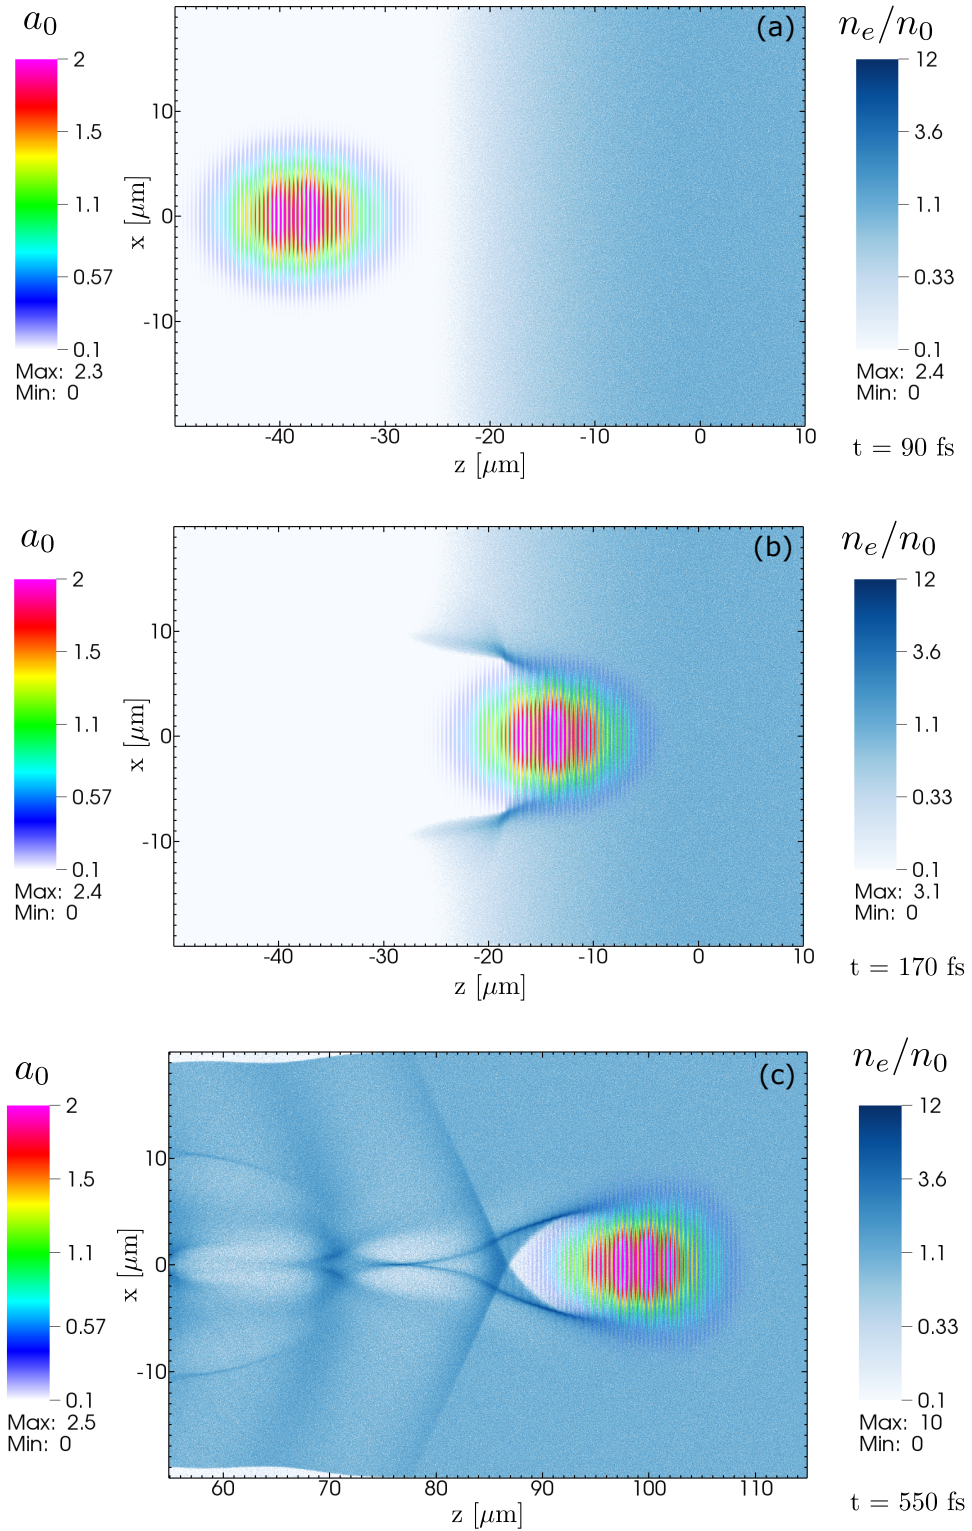 a₀
(a)
nₑ/n₀
2
1.5
1.1
0.57
0.1
Max: 2.3
Min: 0
10
0
-10
x [μm]
-40
-30
-20
-10
0
10
z [μm]
12
3.6
1.1
0.33
0.1
Max: 2.4
Min: 0
t = 90 fs
a₀
(b)
nₑ/n₀
2
1.5
1.1
0.57
0.1
Max: 2.4
Min: 0
10
0
-10
x [μm]
-40
-30
-20
-10
0
10
z [μm]
12
3.6
1.1
0.33
0.1
Max: 3.1
Min: 0
t = 170 fs
a₀
(c)
nₑ/n₀
2
1.5
1.1
0.57
0.1
Max: 2.5
Min: 0
10
0
-10
x [μm]
60
70
80
90
100
110
z [μm]
12
3.6
1.1
0.33
0.1
Max: 10
Min: 0
t = 550 fs